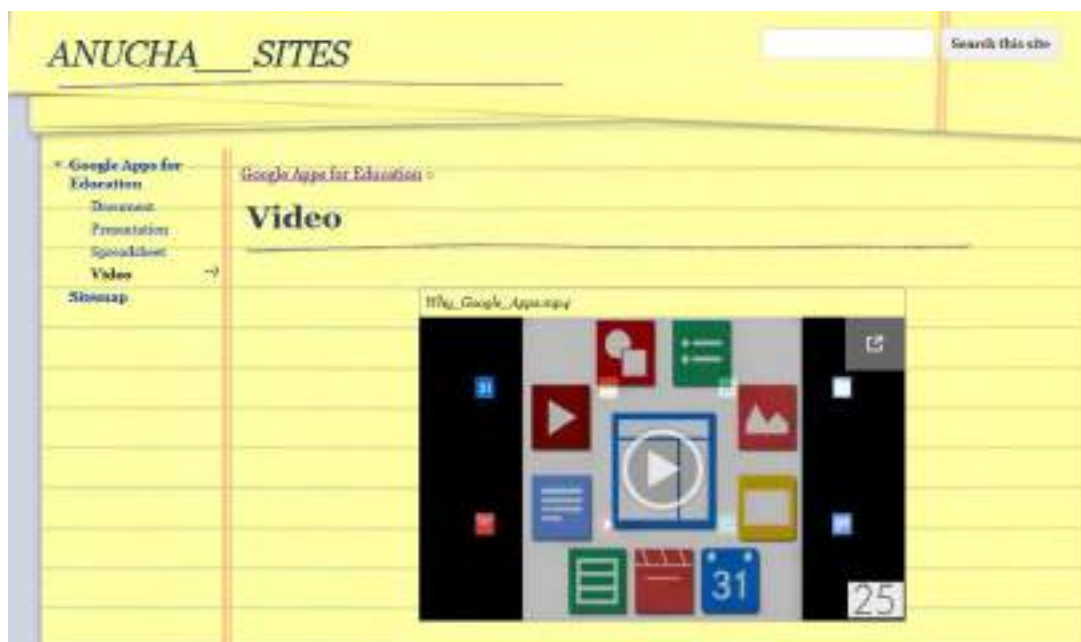 ANUCHA___SITES
Search this site
Google Apps for
Education
Document
Presentation
Spreadsheet
Video
Sitemap
Google Apps for Education >
Video
Why_Google_Apps.mp4
31
31
25